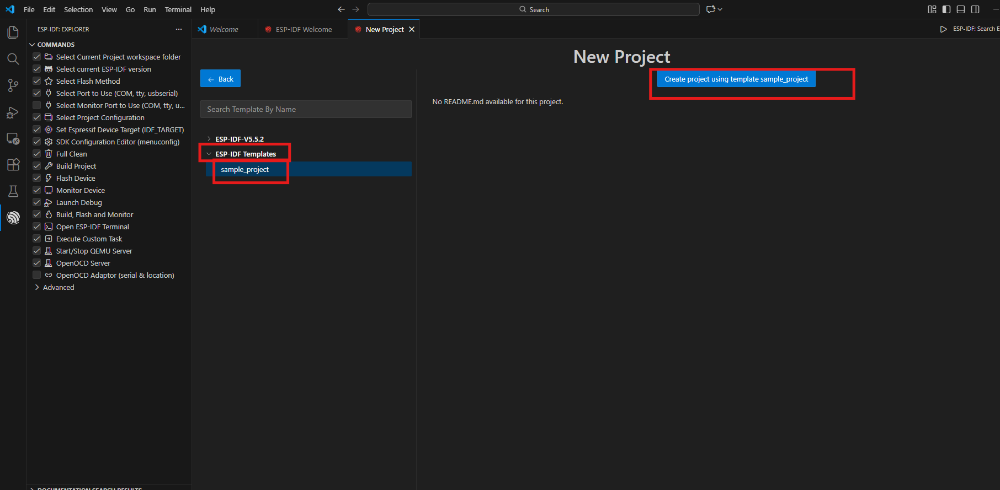 File Edit Selection View Go Run Terminal Help
Search
ESP-IDF: EXPLORER
Welcome
ESP-IDF Welcome
New Project
ESP-IDF: Search E
COMMANDS
Select Current Project workspace folder
Select current ESP-IDF version
Select Flash Method
Select Port to Use (COM, tty, usbserial)
Select Monitor Port to Use (COM, tty, u...
Select Project Configuration
Set Espressif Device Target (IDF_TARGET)
SDK Configuration Editor (menuconfig)
Full Clean
Build Project
Flash Device
Monitor Device
Launch Debug
Build, Flash and Monitor
Open ESP-IDF Terminal
Execute Custom Task
Start/Stop QEMU Server
OpenOCD Server
OpenOCD Adaptor (serial & location)
Advanced
DOCUMENTATION SEARCH RESULTS
New Project
Back
Search Template By Name
ESP-IDF-V5.5.2
ESP-IDF Templates
sample_project
Create project using template sample_project
No README.md available for this project.